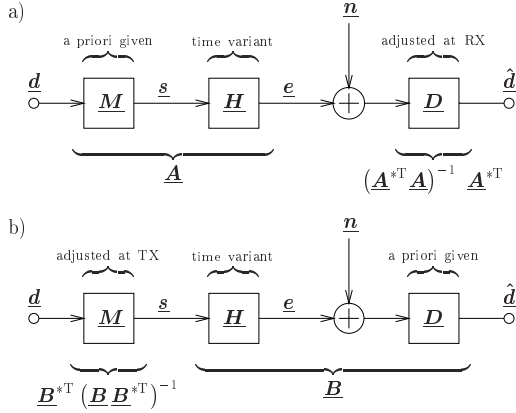 a)
n
a priori given time variant adjusted at RX
d M s H e + D d̂
A (A*T A)−1 A*T
b)
n
adjusted at TX time variant a priori given
d M s H e + D d̂
B*T (B B*T)−1 B